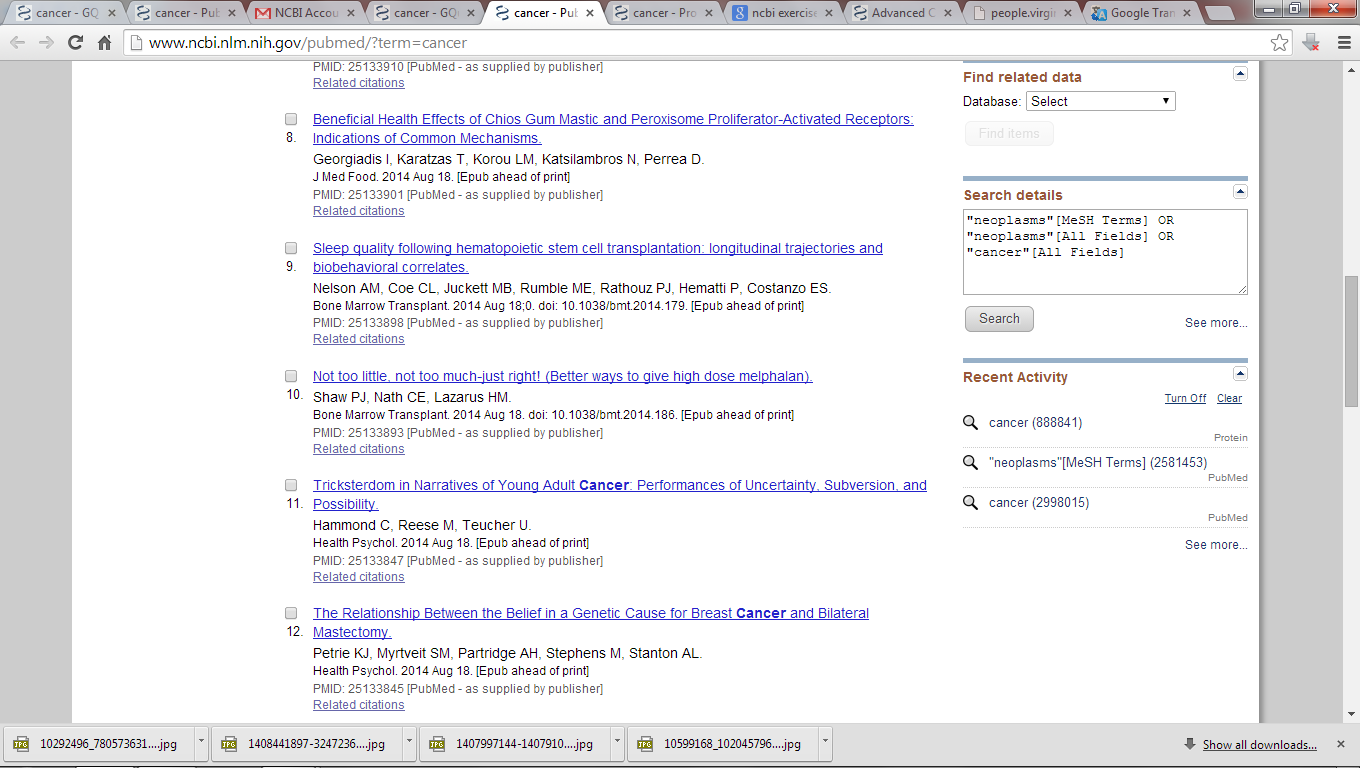 cancer - GQ
cancer - Pub
NCBI Accou
cancer - GQ
cancer - Pub
cancer - Pro
ncbi exercise
Advanced C
people.virgi
Google Tran
www.ncbi.nlm.nih.gov/pubmed/?term=cancer
PMID: 25133910 [PubMed - as supplied by publisher]
Related citations
8.
Beneficial Health Effects of Chios Gum Mastic and Peroxisome Proliferator-Activated Receptors:
Indications of Common Mechanisms.
Georgiadis I, Karatzas T, Korou LM, Katsilambros N, Perrea D.
J Med Food. 2014 Aug 18. [Epub ahead of print]
PMID: 25133901 [PubMed - as supplied by publisher]
Related citations
9.
Sleep quality following hematopoietic stem cell transplantation: longitudinal trajectories and
biobehavioral correlates.
Nelson AM, Coe CL, Juckett MB, Rumble ME, Rathouz PJ, Hematti P, Costanzo ES.
Bone Marrow Transplant. 2014 Aug 18;0. doi: 10.1038/bmt.2014.179. [Epub ahead of print]
PMID: 25133898 [PubMed - as supplied by publisher]
Related citations
10.
Not too little, not too much-just right! (Better ways to give high dose melphalan).
Shaw PJ, Nath CE, Lazarus HM.
Bone Marrow Transplant. 2014 Aug 18. doi: 10.1038/bmt.2014.186. [Epub ahead of print]
PMID: 25133893 [PubMed - as supplied by publisher]
Related citations
11.
Tricksterdom in Narratives of Young Adult Cancer: Performances of Uncertainty, Subversion, and
Possibility.
Hammond C, Reese M, Teucher U.
Health Psychol. 2014 Aug 18. [Epub ahead of print]
PMID: 25133847 [PubMed - as supplied by publisher]
Related citations
12.
The Relationship Between the Belief in a Genetic Cause for Breast Cancer and Bilateral
Mastectomy.
Petrie KJ, Myrtveit SM, Partridge AH, Stephens M, Stanton AL.
Health Psychol. 2014 Aug 18. [Epub ahead of print]
PMID: 25133845 [PubMed - as supplied by publisher]
Related citations
Find related data
Database: Select
Find items
Search details
"neoplasms"[MeSH Terms] OR
"neoplasms"[All Fields] OR
"cancer"[All Fields]
Search
See more...
Recent Activity
Turn Off Clear
cancer (888841)
Protein
"neoplasms"[MeSH Terms] (2581453)
PubMed
cancer (2998015)
PubMed
See more...
JPG 10292496_780573631....jpg
JPG 1408441897-3247236....jpg
JPG 1407997144-1407910....jpg
JPG 10599168_102045796....jpg
Show all downloads...